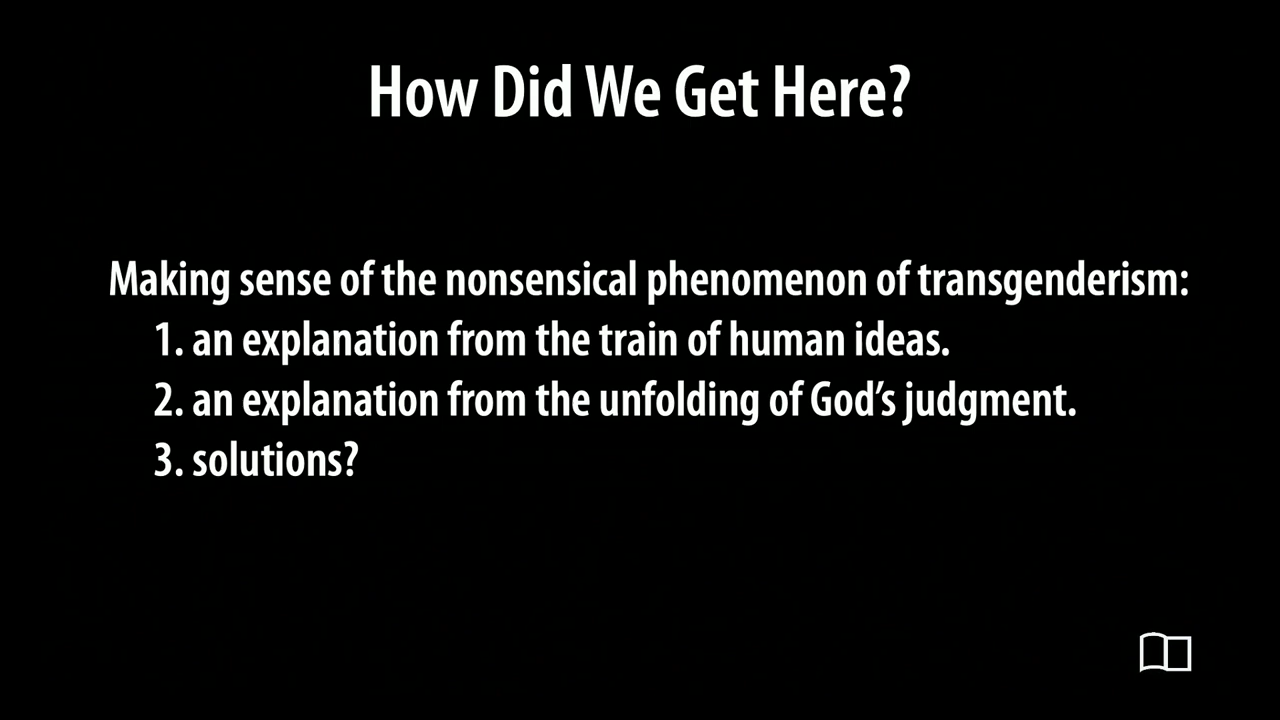 How Did We Get Here?
Making sense of the nonsensical phenomenon of transgenderism:
1. an explanation from the train of human ideas.
2. an explanation from the unfolding of God’s judgment.
3. solutions?